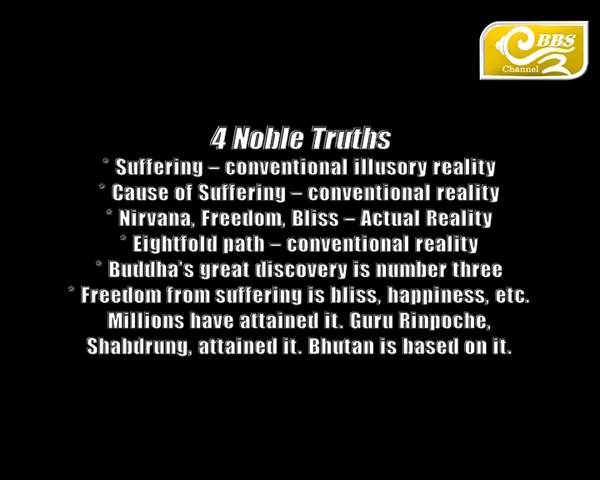 BBS
Channel 2
4 Noble Truths
* Suffering – conventional illusory reality
* Cause of Suffering – conventional reality
* Nirvana, Freedom, Bliss – Actual Reality
* Eightfold path – conventional reality
* Buddha's great discovery is number three
* Freedom from suffering is bliss, happiness, etc.
Millions have attained it. Guru Rinpoche,
Shabdrung, attained it. Bhutan is based on it.